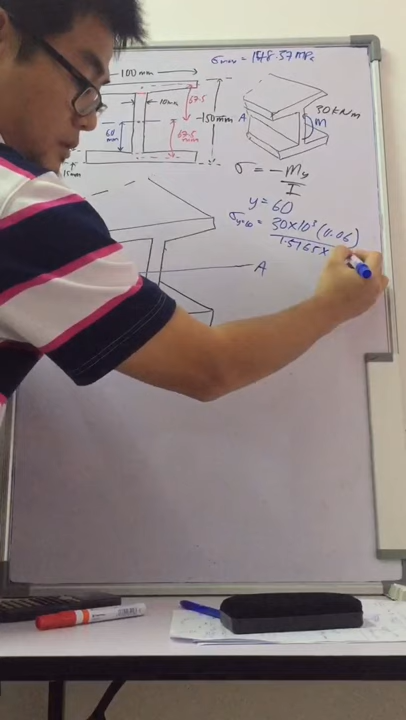 σmax = 148.57 MPa
100 mm
10mm
67.5
150mm
A
30 kNm
M
60
mm
67.5
mm
15mm
σ = -My
I
y = 60
σy=60 = 30×10³ (0.06)
1.5165×
A